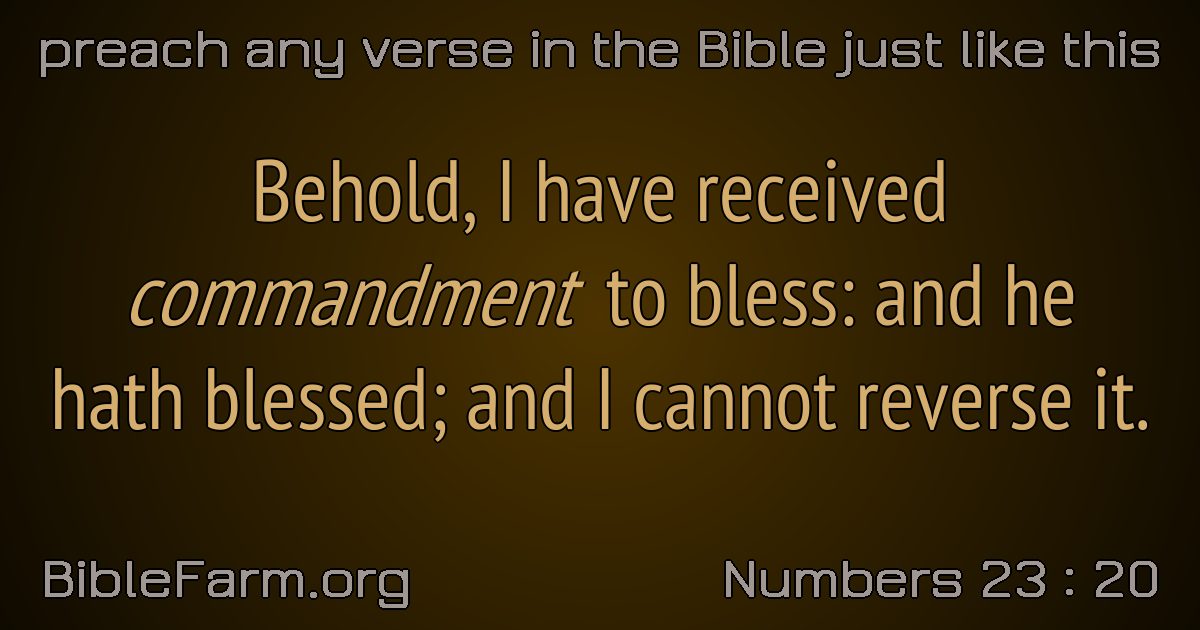 preach any verse in the Bible just like this
Behold, I have received
commandment to bless: and he
hath blessed; and I cannot reverse it.
BibleFarm.org
Numbers 23 : 20